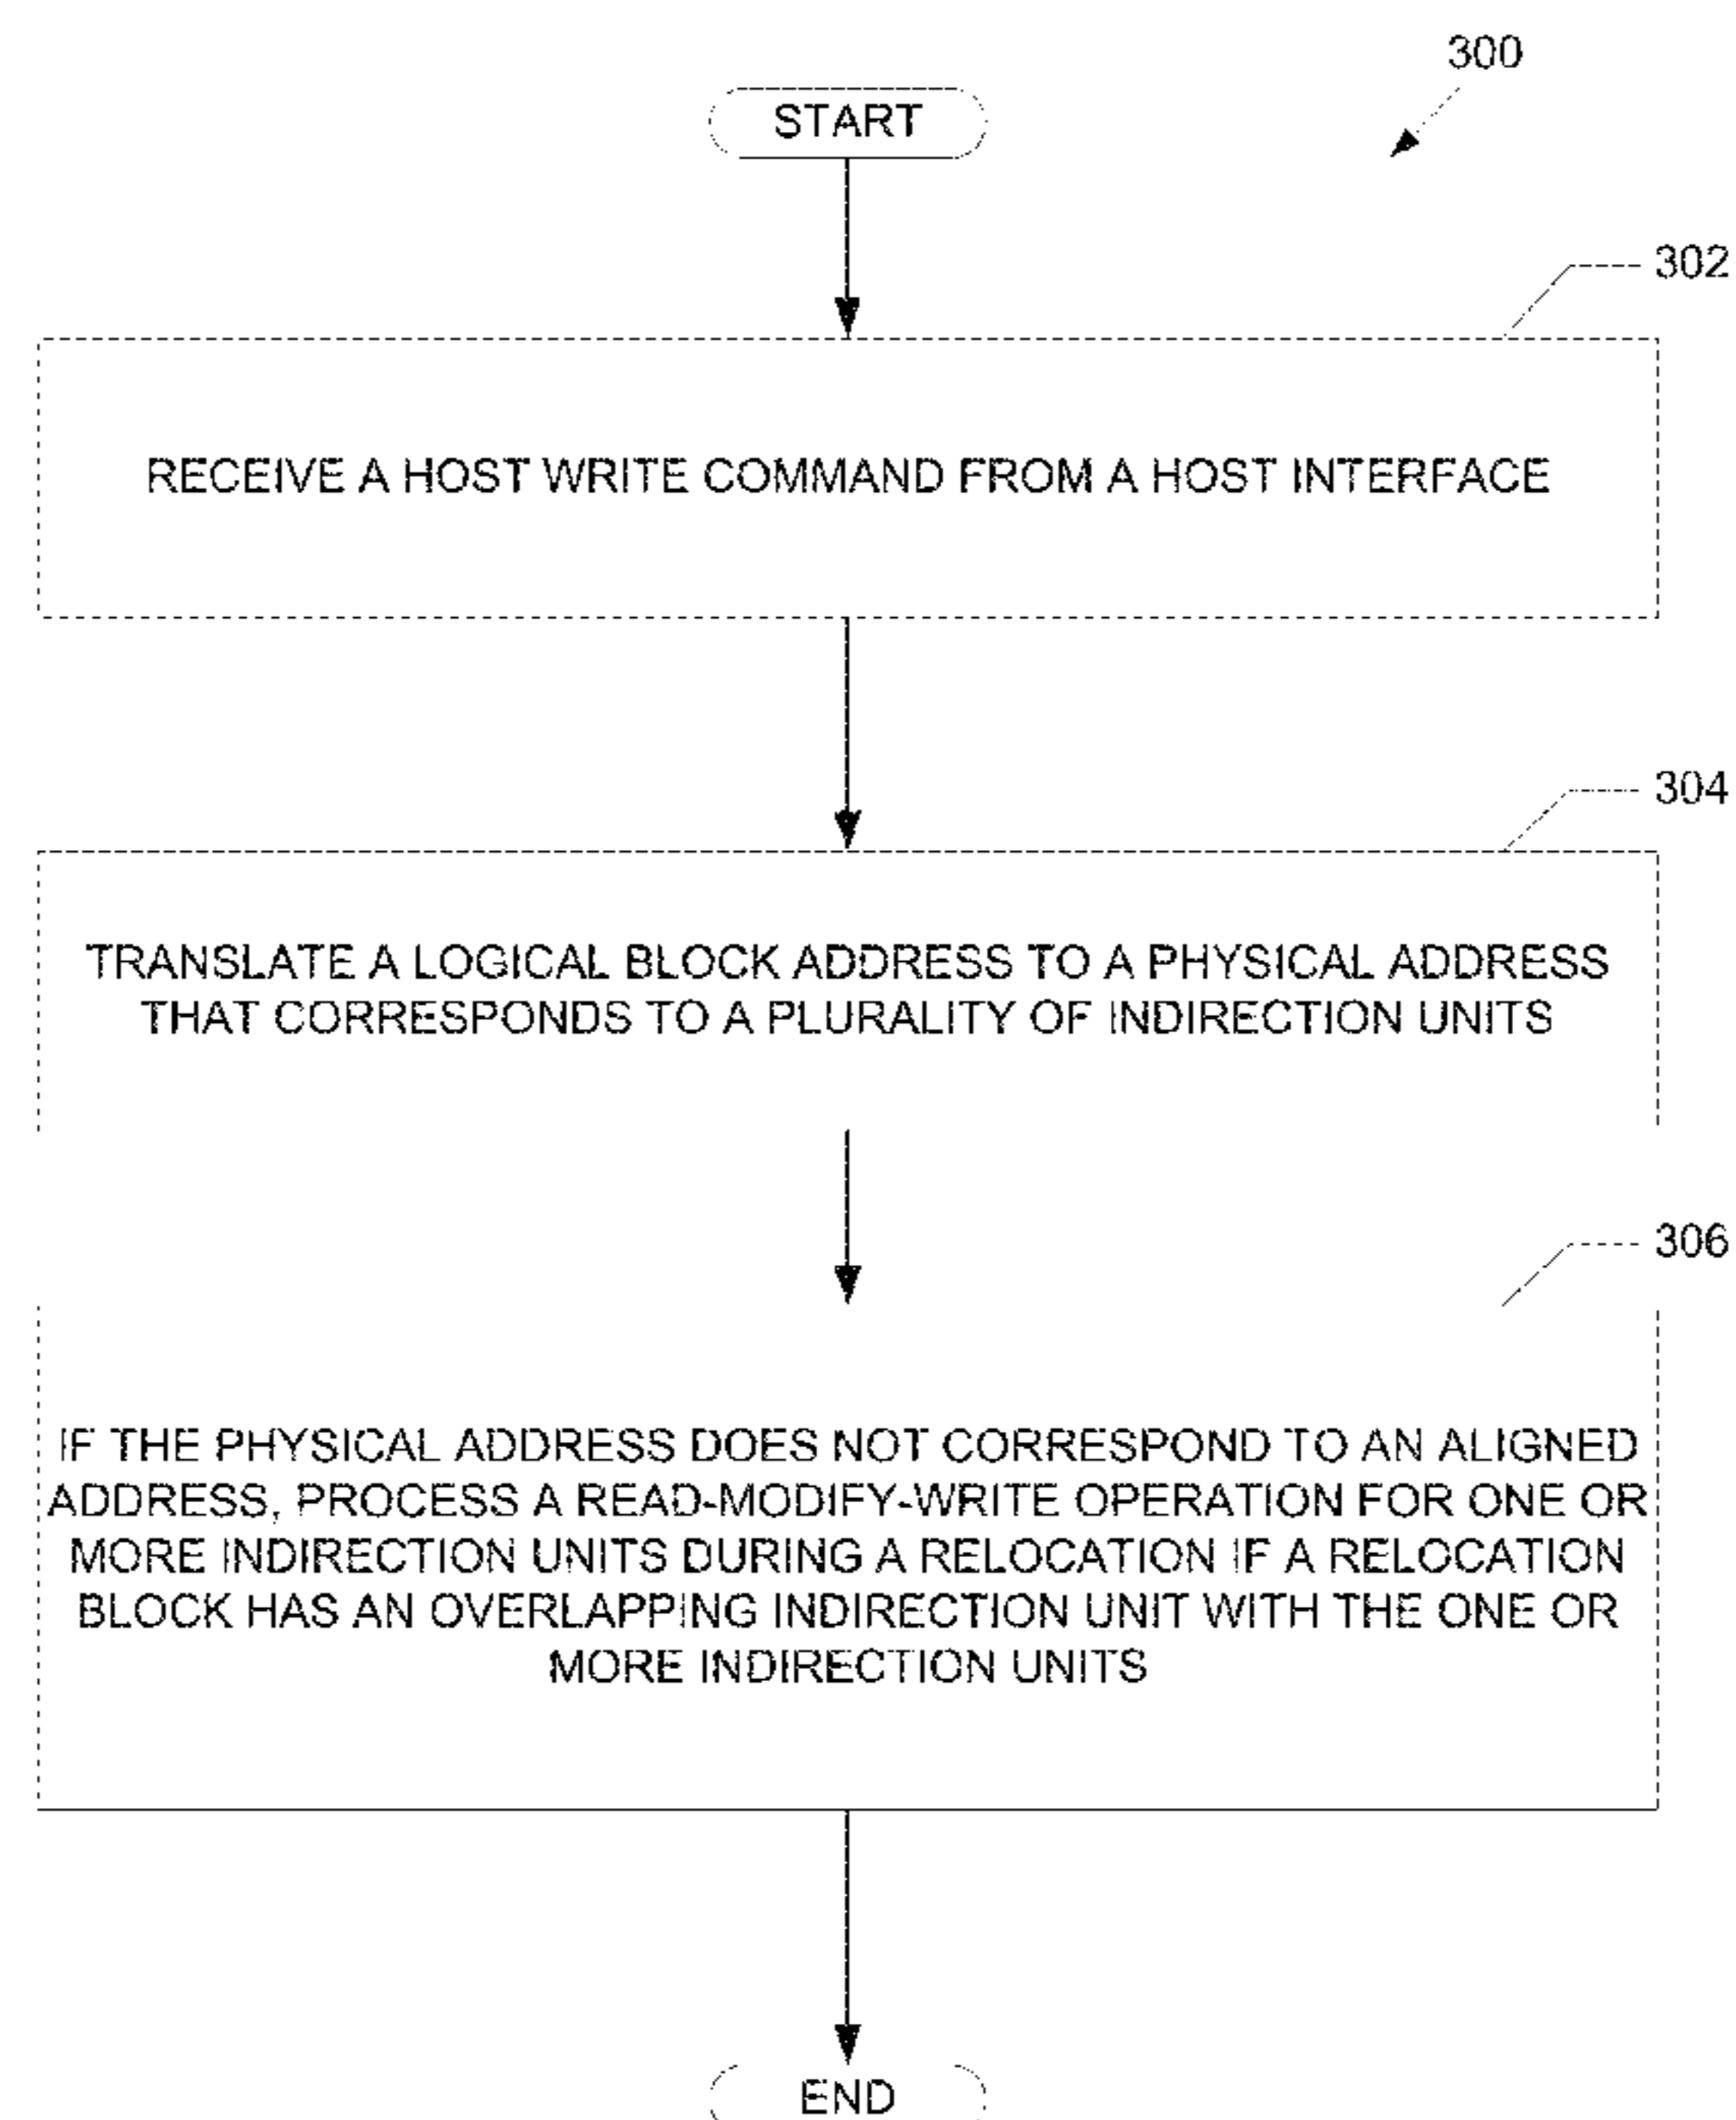 300
START
302
RECEIVE A HOST WRITE COMMAND FROM A HOST INTERFACE
304
TRANSLATE A LOGICAL BLOCK ADDRESS TO A PHYSICAL ADDRESS
THAT CORRESPONDS TO A PLURALITY OF INDIRECTION UNITS
306
IF THE PHYSICAL ADDRESS DOES NOT CORRESPOND TO AN ALIGNED
ADDRESS, PROCESS A READ-MODIFY-WRITE OPERATION FOR ONE OR
MORE INDIRECTION UNITS DURING A RELOCATION IF A RELOCATION
BLOCK HAS AN OVERLAPPING INDIRECTION UNIT WITH THE ONE OR
MORE INDIRECTION UNITS
END